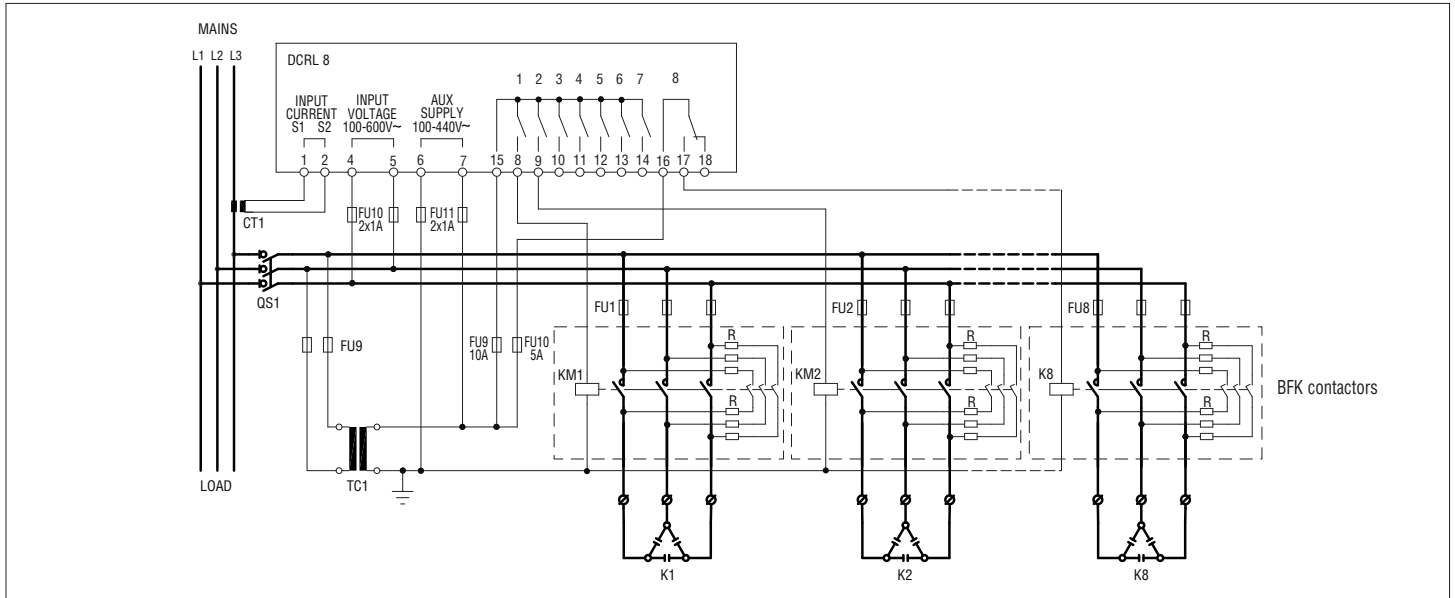 MAINS
L1 L2 L3
DCRL 8
INPUT CURRENT
S1 S2
INPUT VOLTAGE
100-600V~
AUX SUPPLY
100-440V~
1 2 3 4 5 6 7 8
1 2 4 5 6 7 15 8 9 10 11 12 13 14 16 17 18
CT1
FU10
2x1A
FU11
2x1A
QS1
FU9
FU9
10A
FU10
5A
FU1
FU2
FU8
R
R
R
KM1
KM2
K8
BFK contactors
R
R
R
LOAD
TC1
K1
K2
K8